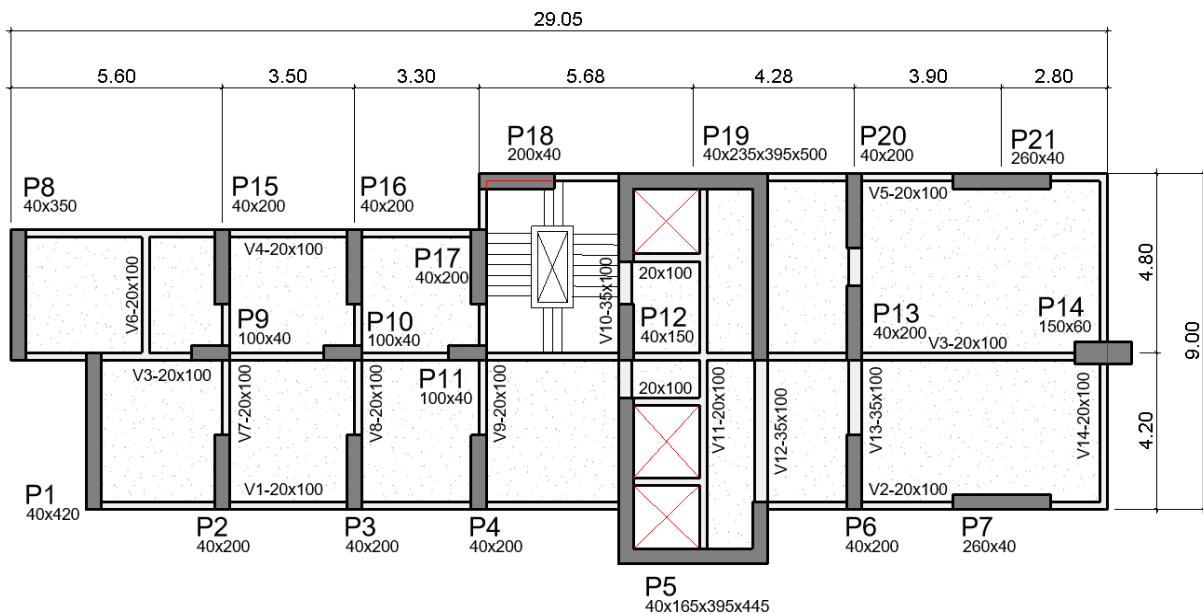 29.05
5.60
3.50
3.30
5.68
4.28
3.90
2.80
P18
200x40
P19
40x235x395x500
P20
40x200
P21
260x40
P8
40x350
P15
40x200
P16
40x200
V5-20x100
V4-20x100
P17
40x200
V6-20x100
V10-35x100
20x100
4.80
9.00
P9
100x40
P10
100x40
P12
40x150
P13
40x200
P14
150x60
V3-20x100
V3-20x100
P11
100x40
20x100
V7-20x100
V8-20x100
V9-20x100
V11-20x100
V12-35x100
V13-35x100
V14-20x100
4.20
P1
40x420
V1-20x100
V2-20x100
P2
40x200
P3
40x200
P4
40x200
P6
40x200
P7
260x40
P5
40x165x395x445